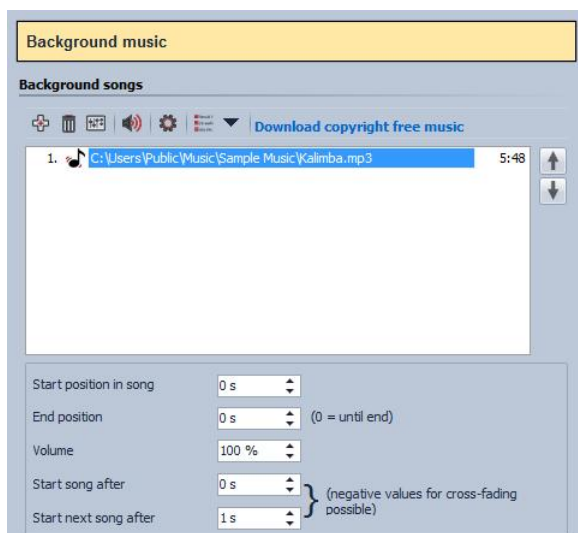 Background music
Background songs
Download copyright free music
1. C:\Users\Public\Music\Sample Music\Kalimba.mp3 5:48
Start position in song 0 s
End position 0 s (0 = until end)
Volume 100 %
Start song after 0 s
(negative values for cross-fading
possible)
Start next song after 1 s